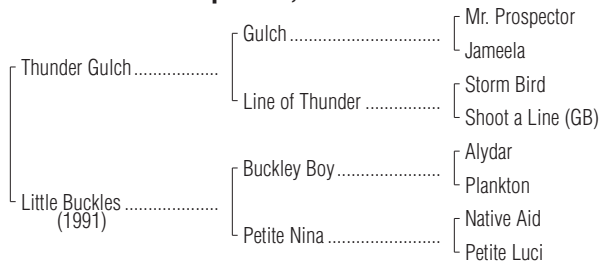 Mr. Prospector
Gulch
Jameela
Thunder Gulch
Storm Bird
Line of Thunder
Shoot a Line (GB)
Alydar
Buckley Boy
Plankton
Little Buckles
(1991)
Native Aid
Petite Nina
Petite Luci